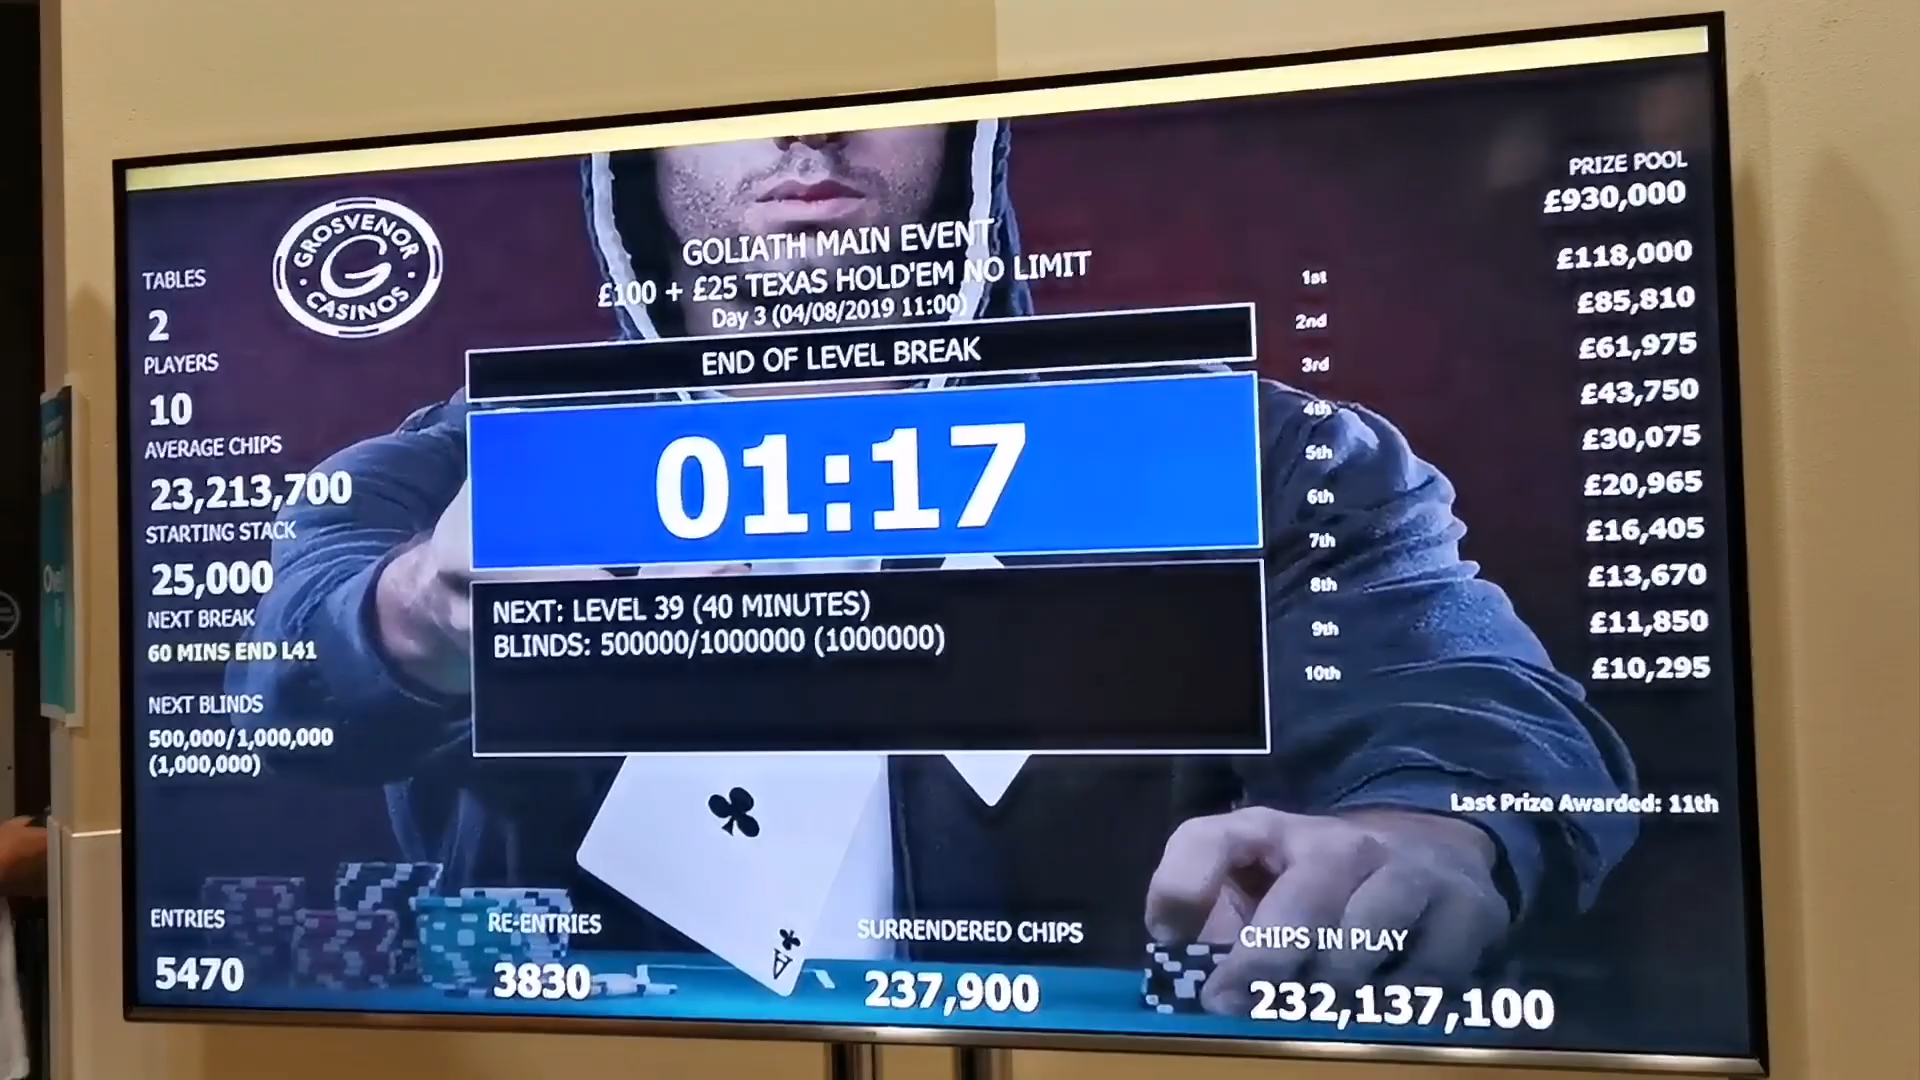 GROSVENOR
G
CASINOS
TABLES
2
PLAYERS
10
AVERAGE CHIPS
23,213,700
STARTING STACK
25,000
NEXT BREAK
60 MINS END L41
NEXT BLINDS
500,000/1,000,000
(1,000,000)
GOLIATH MAIN EVENT
£100 + £25 TEXAS HOLD'EM NO LIMIT
Day 3 (04/08/2019 11:00)
END OF LEVEL BREAK
01:17
NEXT: LEVEL 39 (40 MINUTES)
BLINDS: 500000/1000000 (1000000)
PRIZE POOL
£930,000
1st £118,000
2nd £85,810
3rd £61,975
4th £43,750
5th £30,075
6th £20,965
7th £16,405
8th £13,670
9th £11,850
10th £10,295
Last Prize Awarded: 11th
A
ENTRIES
5470
RE-ENTRIES
3830
SURRENDERED CHIPS
237,900
CHIPS IN PLAY
232,137,100